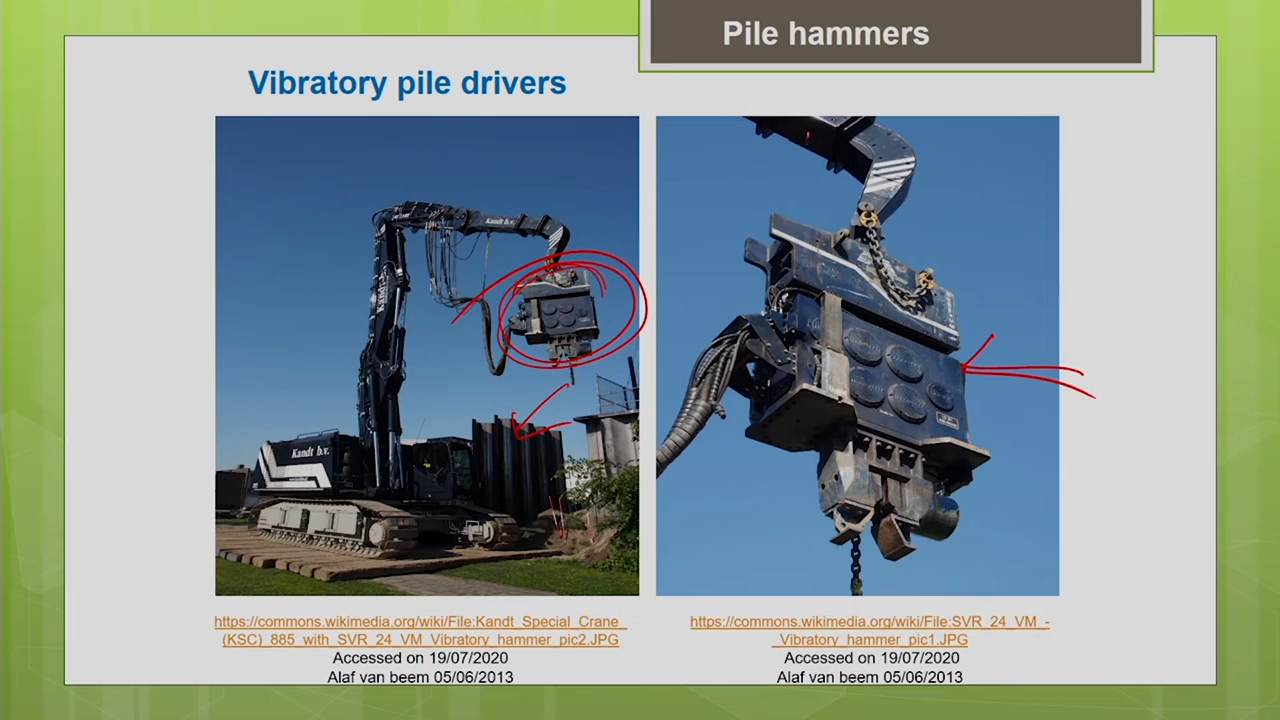 Pile hammers
Vibratory pile drivers
Kandt b.v.
Kandt
Kandt b.v.
https://commons.wikimedia.org/wiki/File:Kandt_Special_Crane_
(KSC)_885_with_SVR_24_VM_Vibratory_hammer_pic2.JPG
Accessed on 19/07/2020
Alaf van beem 05/06/2013
https://commons.wikimedia.org/wiki/File:SVR_24_VM_-
_Vibratory_hammer_pic1.JPG
Accessed on 19/07/2020
Alaf van beem 05/06/2013